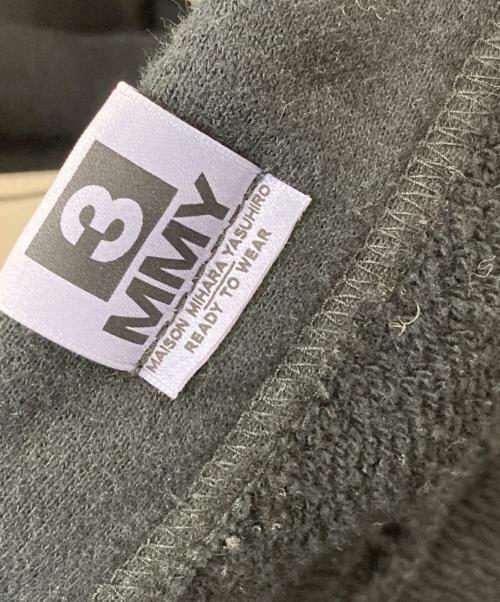 3
MMY
MAISON MIHARA YASUHIRO
READY TO WEAR